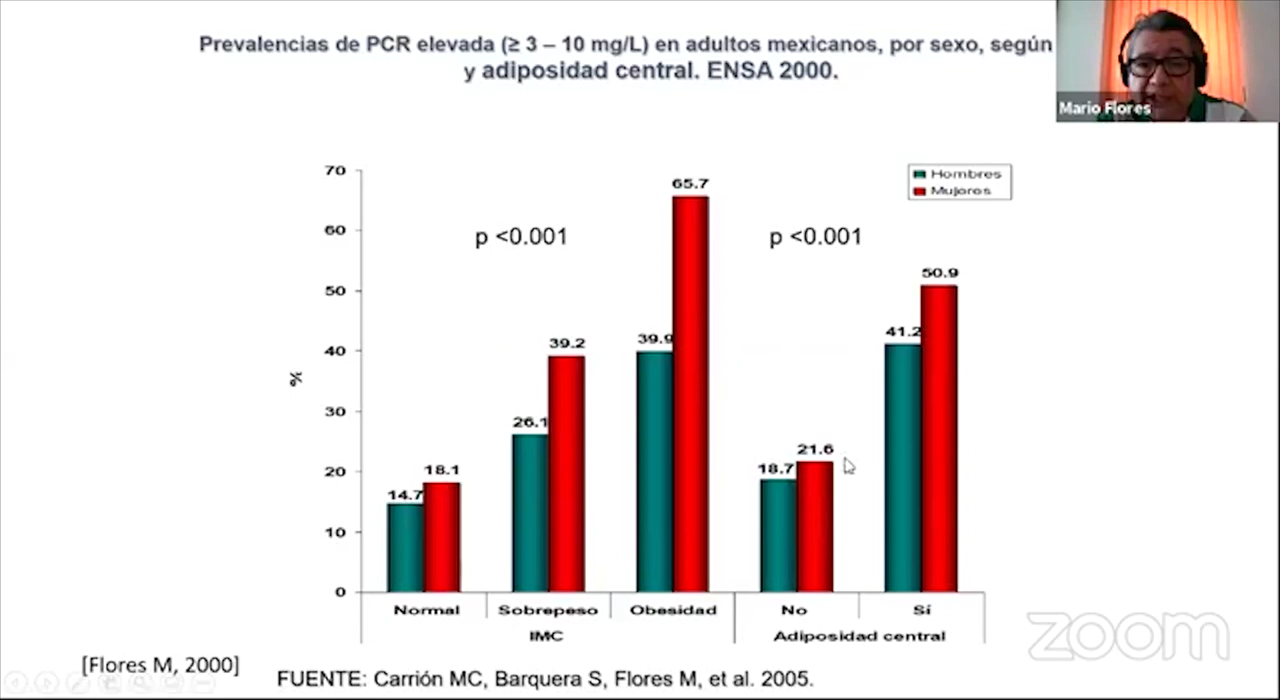 Prevalencias de PCR elevada (≥ 3 – 10 mg/L) en adultos mexicanos, por sexo, según
y adiposidad central. ENSA 2000.
Mario Flores
Hombres
Mujeres
p <0.001
p <0.001
%
70
60
50
40
30
20
10
0
14.7
18.1
26.1
39.2
39.9
65.7
18.7
21.6
41.2
50.9
Normal
Sobrepeso
Obesidad
No
Sí
IMC
Adiposidad central
zoom
[Flores M, 2000]
FUENTE: Carrión MC, Barquera S, Flores M, et al. 2005.